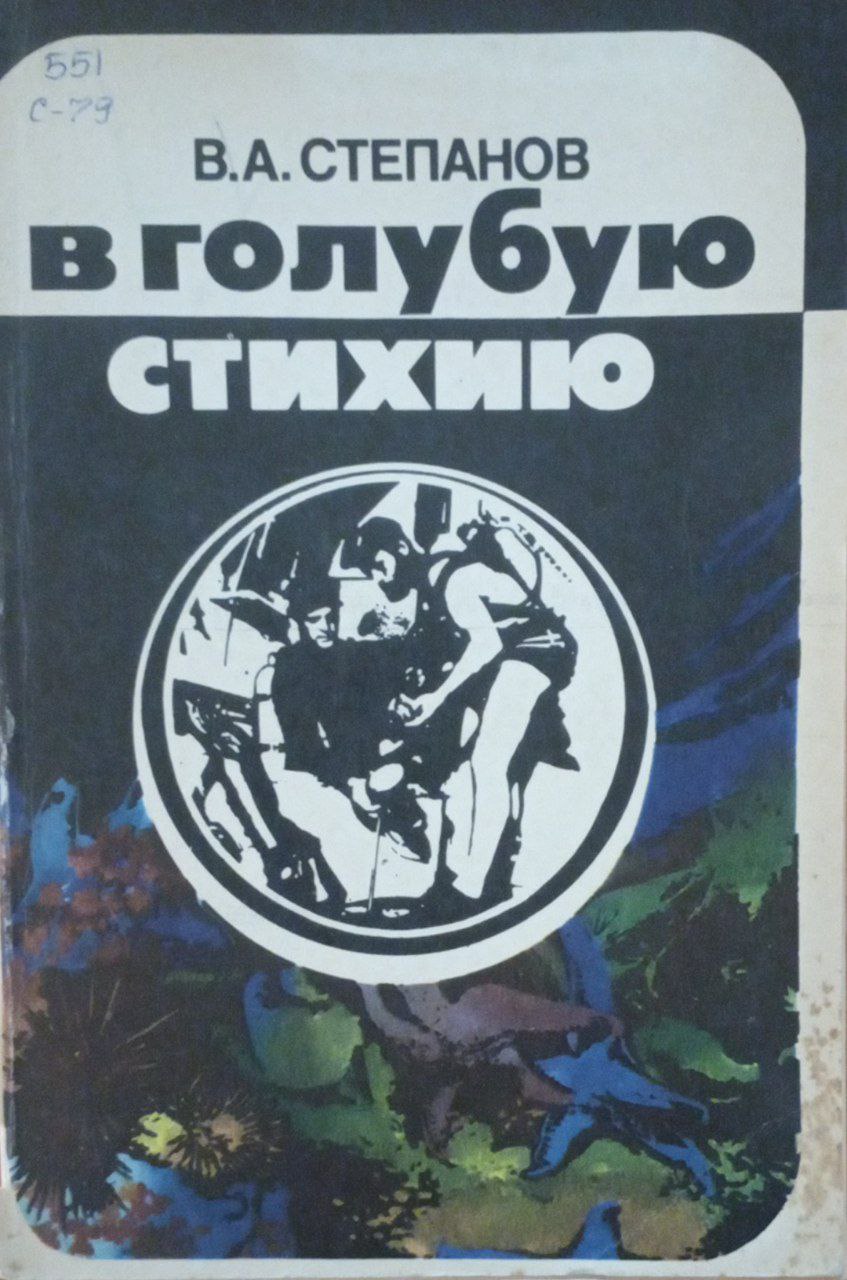 551
С-79
В.А. СТЕПАНОВ
В ГОЛУБУЮ
СТИХИЮ